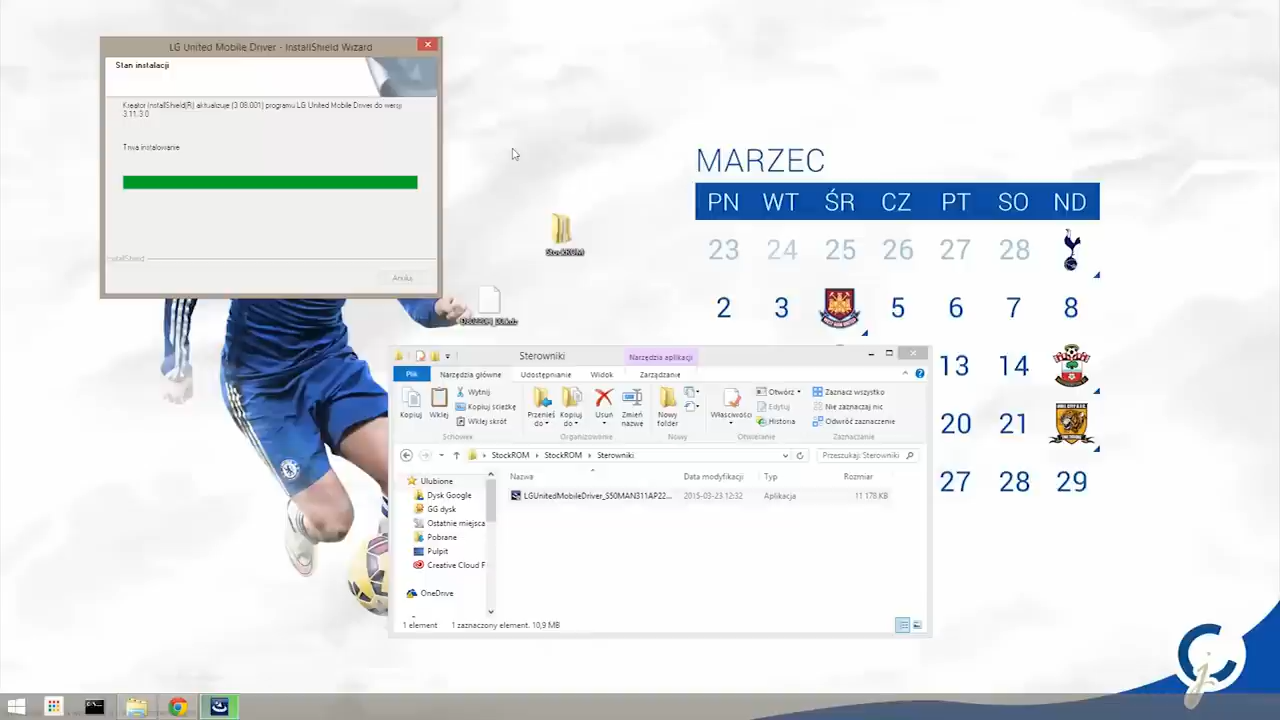 LG United Mobile Driver - InstallShield Wizard
Stan instalacji
Kreator InstallShield(R) aktualizuje (3.08.001) programu LG United Mobile Driver do wersji
3.11.3.0
Trwa instalowanie
InstallShield
Anuluj
StockROM
MARZEC
PN WT ŚR CZ PT SO ND
23 24 25 26 27 28
2 3 5 6 7 8
13 14
20 21
27 28 29
Sterowniki
Narzędzia aplikacji
Plik
Narzędzia główne
Udostępnianie
Widok
Zarządzanie
Kopiuj
Wklej
Wytnij
Kopiuj ścieżkę
Wklej skrót
Przenieś do
Kopiuj do
Usuń
Zmień nazwę
Nowy folder
Właściwości
Otwórz
Edytuj
Historia
Zaznacz wszystko
Nie zaznaczaj nic
Odwróć zaznaczenie
Schowek
Organizowanie
Nowy
Otwieranie
Zaznaczanie
StockROM
StockROM
Sterowniki
Przeszukaj: Sterowniki
Nazwa
Data modyfikacji
Typ
Rozmiar
LGUnitedMobileDriver_S50MAN311AP22...
2015-03-23 12:32
Aplikacja
11 178 KB
Ulubione
Dysk Google
GG dysk
Ostatnie miejsca
Pobrane
Pulpit
Creative Cloud F
OneDrive
1 element
1 zaznaczony element. 10,9 MB